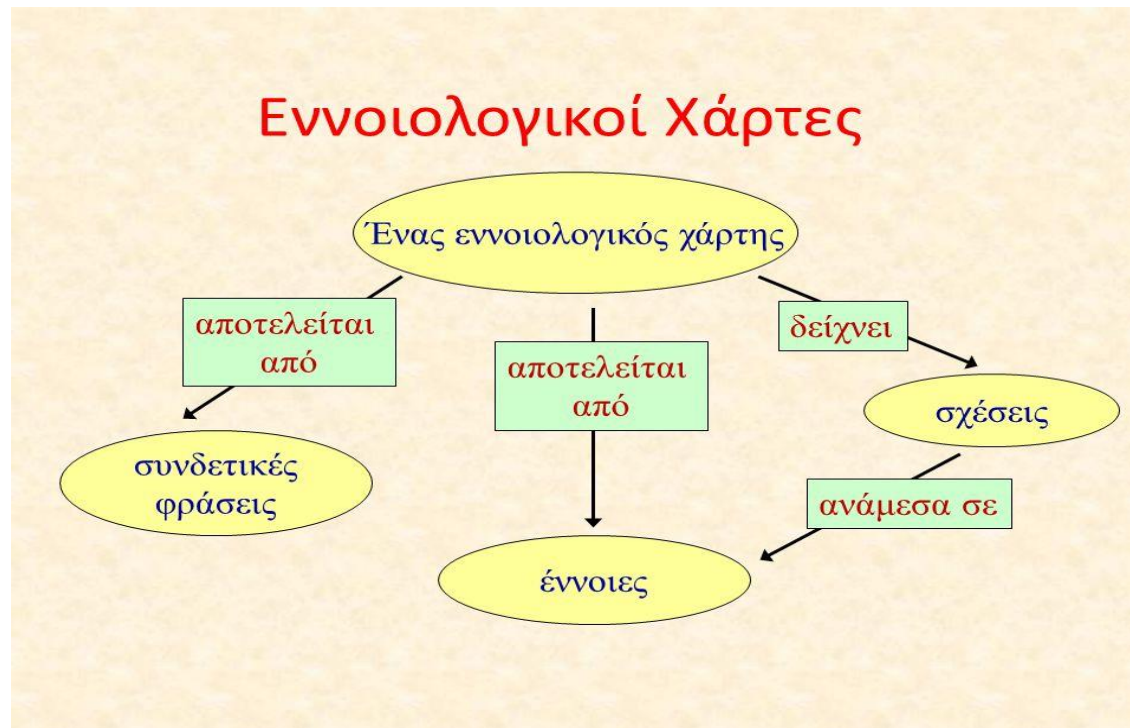 Εννοιολογικοί Χάρτες
Ένας εννοιολογικός χάρτης
αποτελείται
από
αποτελείται
από
δείχνει
σχέσεις
συνδετικές
φράσεις
ανάμεσα σε
έννοιες